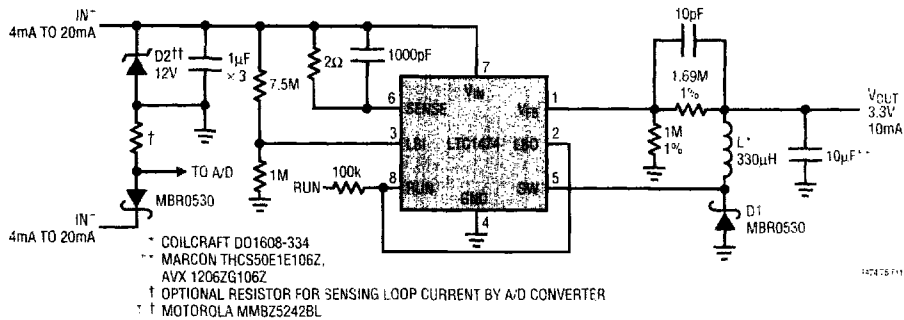 IN+
4mA TO 20mA
D2††
12V
1µF
× 3
7.5M
2Ω
1000pF
7
VIN
6
SENSE
3
LBI
LTC1474
1
VFB
LBO
2
8
RUN
SW
5
GND
4
†
TO A/D
1M
100k
RUN
MBR0530
IN−
4mA TO 20mA
10pF
1.69M
1%
1M
1%
L*
330µH
10µF**
VOUT
3.3V
10mA
D1
MBR0530
* COILCRAFT DO1608-334
** MARCON THCS50E1E106Z,
AVX 1206ZG106Z
† OPTIONAL RESISTOR FOR SENSING LOOP CURRENT BY A/D CONVERTER
†† MOTOROLA MMBZ5242BL